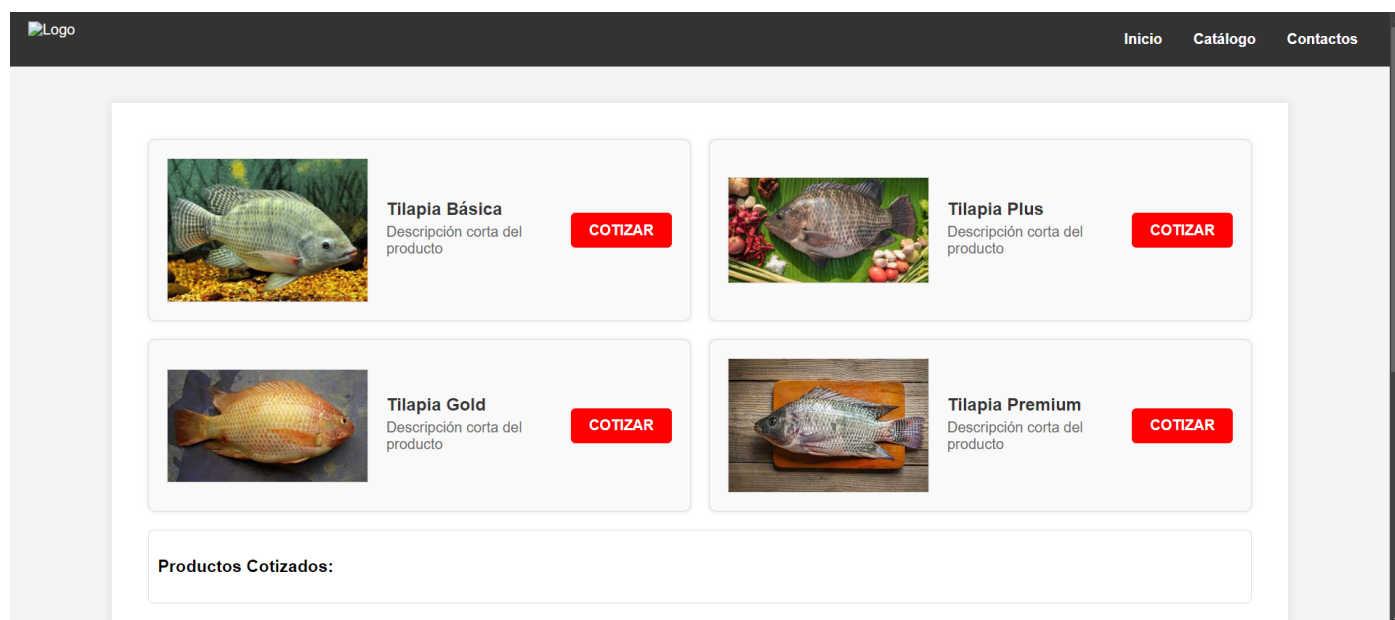 Logo
Inicio
Catálogo
Contactos
Tilapia Básica
Descripción corta del
producto
COTIZAR
Tilapia Plus
Descripción corta del
producto
COTIZAR
Tilapia Gold
Descripción corta del
producto
COTIZAR
Tilapia Premium
Descripción corta del
producto
COTIZAR
Productos Cotizados: